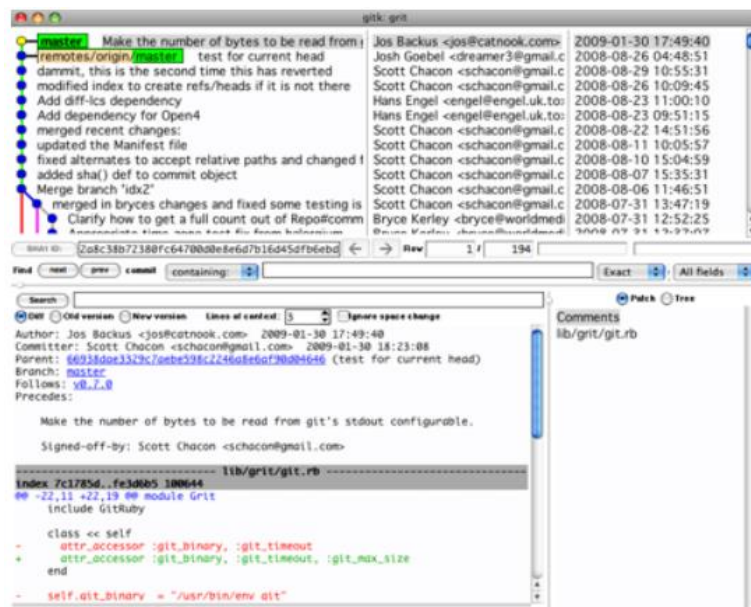 gitk: grit
master Make the number of bytes to be read from Jos Backus <jos@catnook.com> 2009-01-30 17:49:40
remotes/origin/master test for current head Josh Goebel <dreamer3@gmail.c 2008-08-26 04:48:51
dammit, this is the second time this has reverted Scott Chacon <schacon@gmail.c 2008-08-29 10:55:31
modified index to create refs/heads if it is not there Scott Chacon <schacon@gmail.c 2008-08-26 10:09:45
Add diff-lcs dependency Hans Engel <engel@engel.uk.to> 2008-08-23 11:00:10
Add dependency for Open4 Hans Engel <engel@engel.uk.to> 2008-08-23 09:51:15
merged recent changes: Scott Chacon <schacon@gmail.c 2008-08-22 14:51:56
updated the Manifest file Scott Chacon <schacon@gmail.c 2008-08-11 10:05:57
fixed alternates to accept relative paths and changed f Scott Chacon <schacon@gmail.c 2008-08-10 15:04:59
added sha() def to commit object Scott Chacon <schacon@gmail.c 2008-08-07 15:35:31
Merge branch 'idx2' Scott Chacon <schacon@gmail.c 2008-08-06 11:46:51
merged in bryces changes and fixed some testing is Scott Chacon <schacon@gmail.c 2008-07-31 13:47:19
Clarify how to get a full count out of Repo#comm Bryce Kerley <bryce@worldmedi 2008-07-31 12:52:25
SHA1 ID: Row 1 / 194
Find next prev commit containing: Exact All fields
Search Patch Tree
Diff Old version New version Lines of context: 3 Ignore space change Comments
Author: Jos Backus <jos@catnook.com> 2009-01-30 17:49:40 lib/grit/git.rb
Committer: Scott Chacon <schacon@gmail.com> 2009-01-30 18:23:08
Parent: (test for current head)
Branch: master
Follows: v0.7.0
Precedes:
Make the number of bytes to be read from git's stdout configurable.
Signed-off-by: Scott Chacon <schacon@gmail.com>
lib/grit/git.rb
index 7c1785d..fe3d6b5 100644
@@ -22,11 +22,19 @@ module Grit
include GitRuby
class << self
- attr_accessor :git_binary, :git_timeout
+ attr_accessor :git_binary, :git_timeout, :git_max_size
end
- self.git_binary = "/usr/bin/env git"